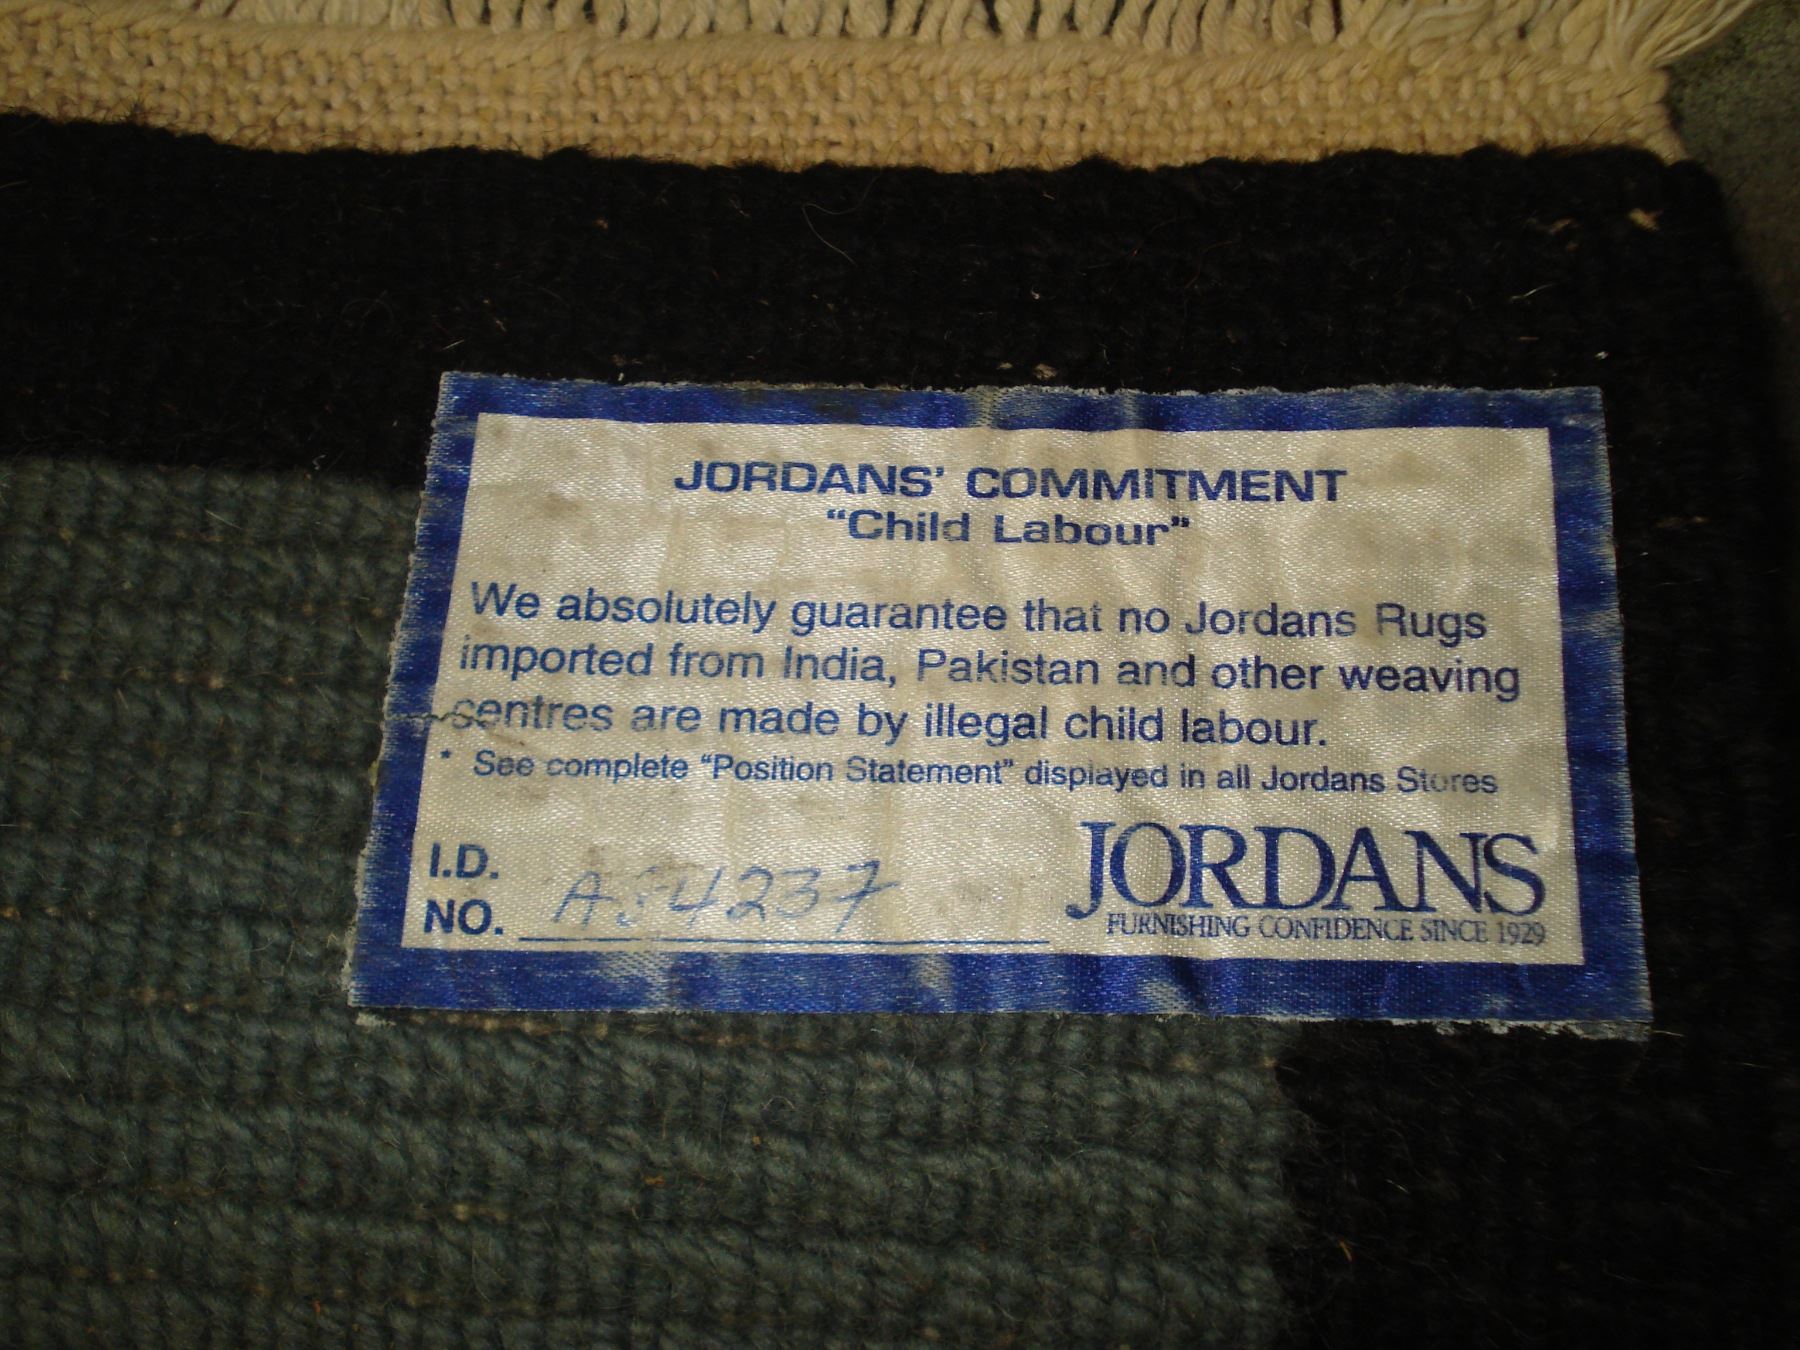 JORDANS' COMMITMENT
"Child Labour"
We absolutely guarantee that no Jordans Rugs
imported from India, Pakistan and other weaving
centres are made by illegal child labour.
* See complete "Position Statement" displayed in all Jordans Stores
I.D.
NO.
JORDANS
FURNISHING CONFIDENCE SINCE 1929